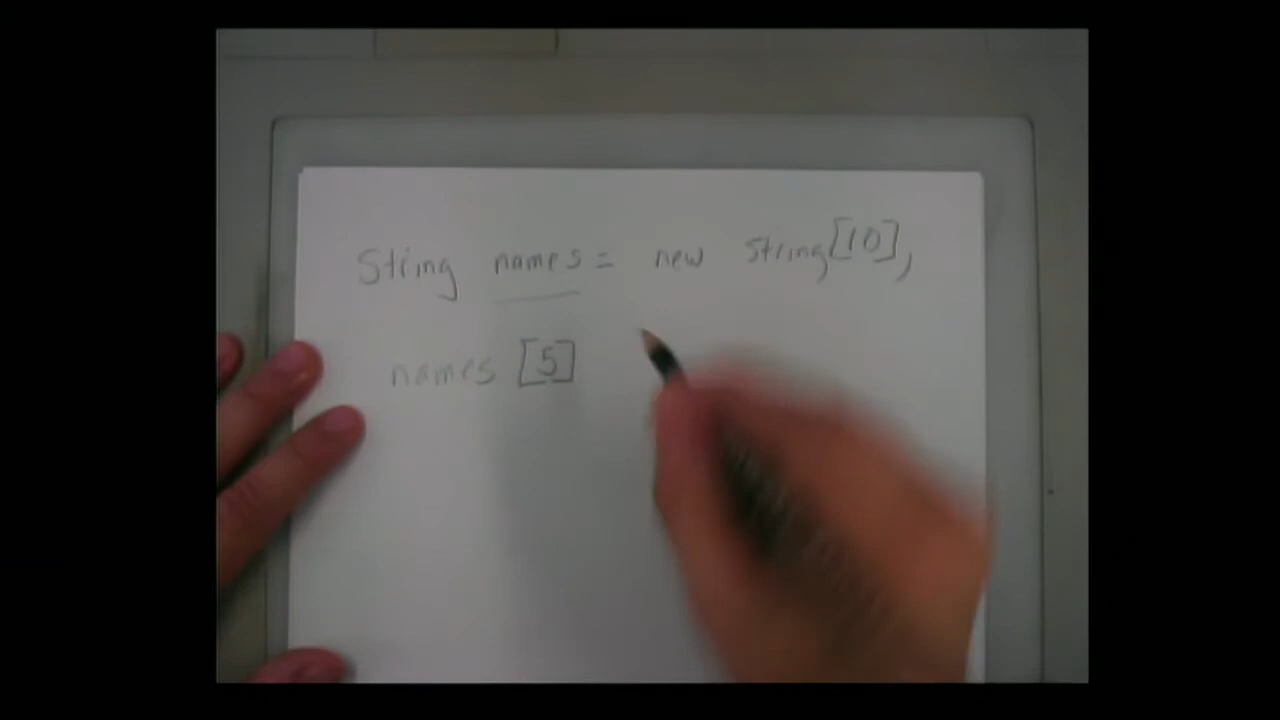 String names = new String[10],
names [5]